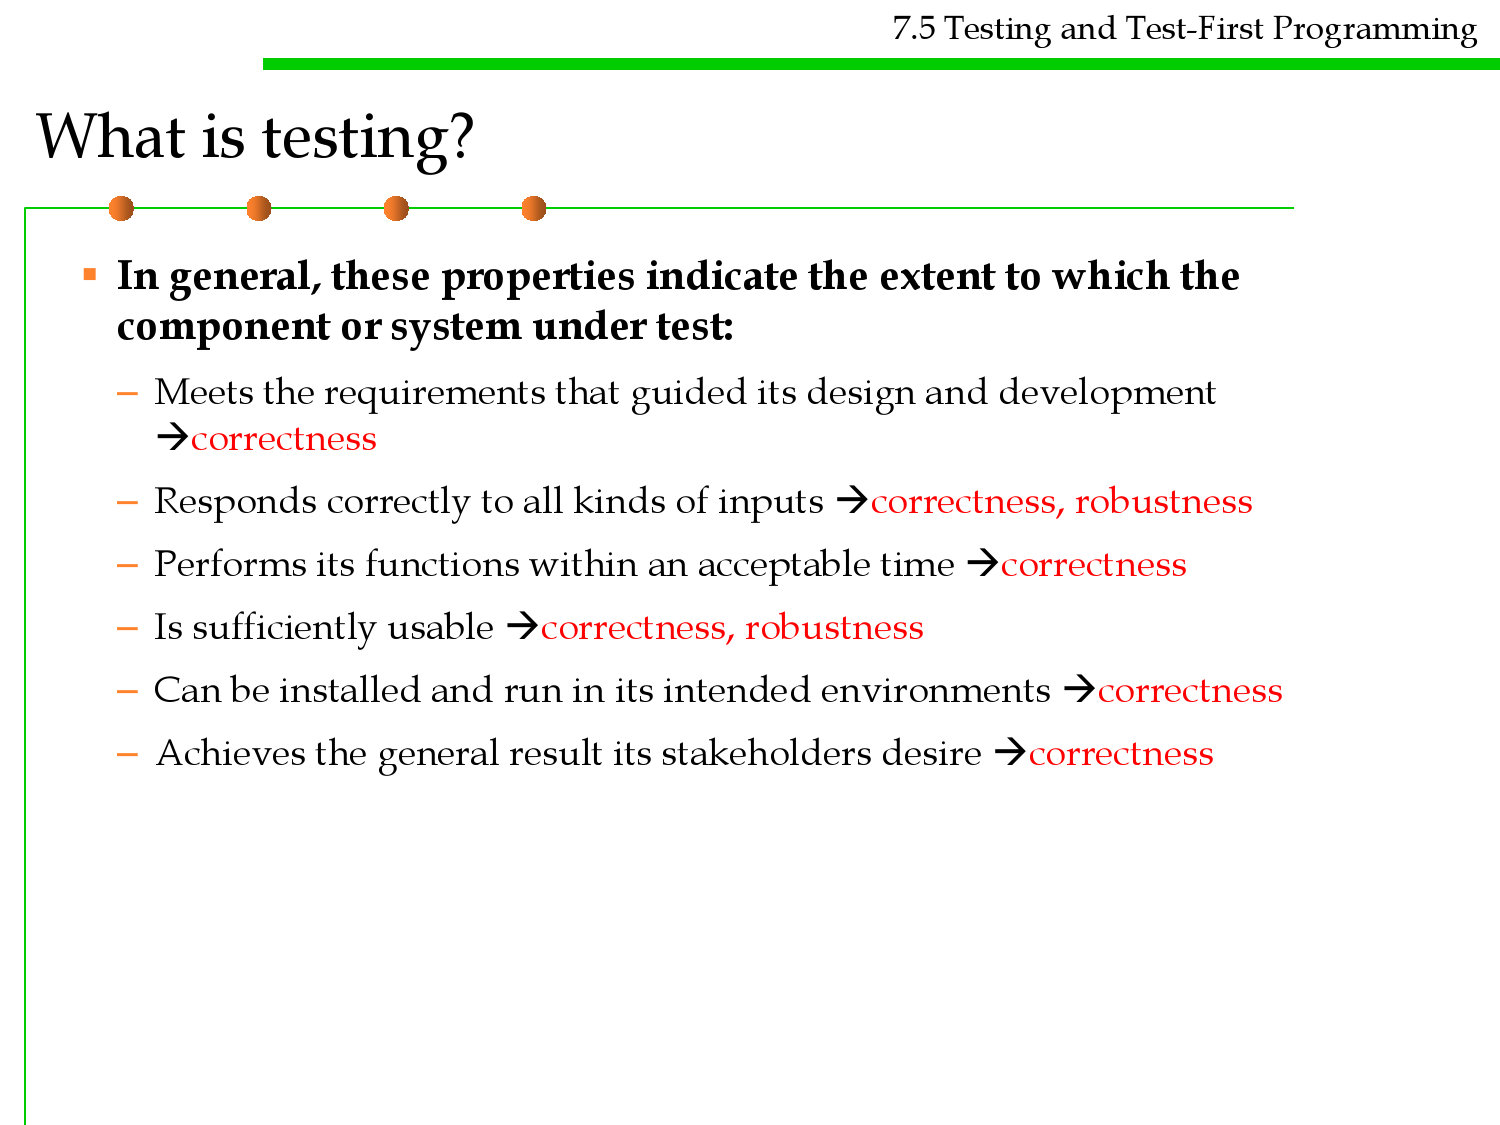 7.5 Testing and Test-First Programming
What is testing?
▪ In general, these properties indicate the extent to which the
component or system under test:
– Meets the requirements that guided its design and development
→correctness
– Responds correctly to all kinds of inputs →correctness, robustness
– Performs its functions within an acceptable time →correctness
– Is sufficiently usable →correctness, robustness
– Can be installed and run in its intended environments →correctness
– Achieves the general result its stakeholders desire →correctness